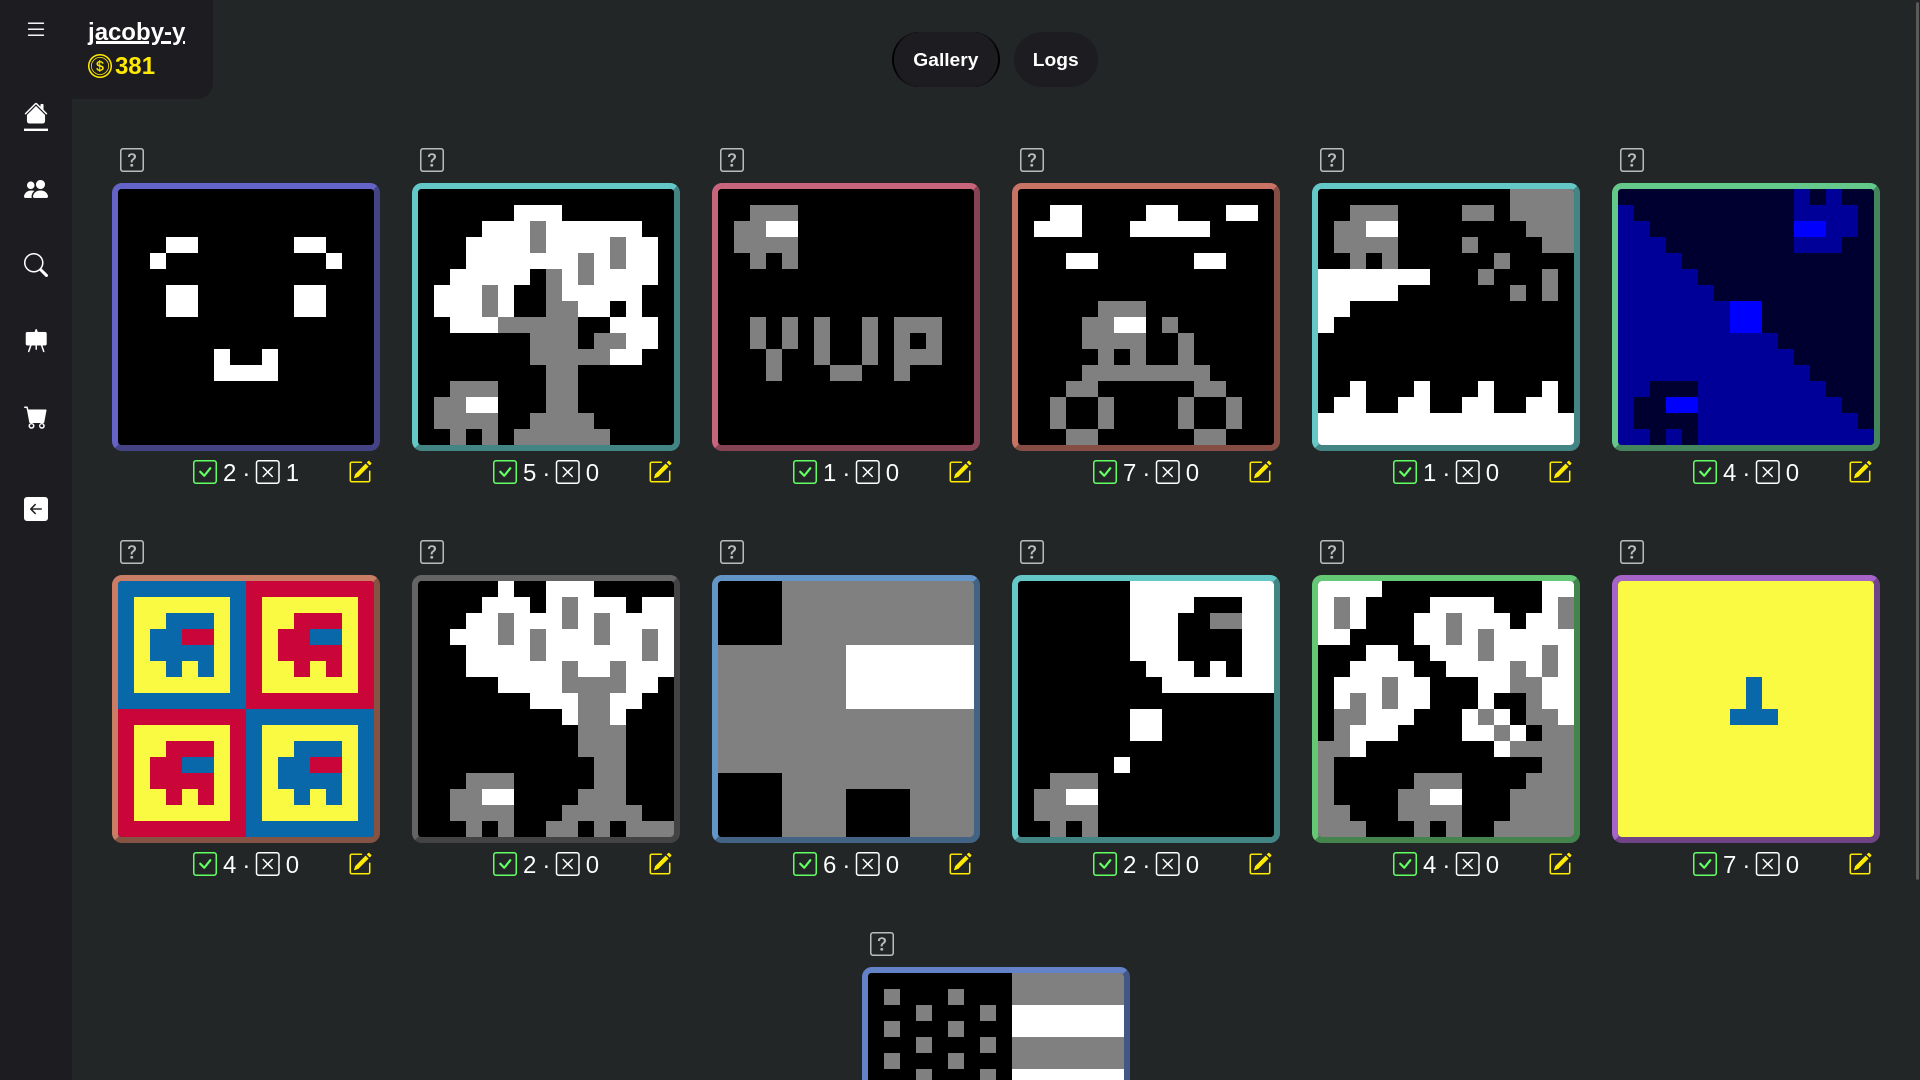 jacoby-y
381
Gallery
Logs
2 · 1
5 · 0
YUP
1 · 0
7 · 0
1 · 0
4 · 0
4 · 0
2 · 0
6 · 0
2 · 0
4 · 0
7 · 0